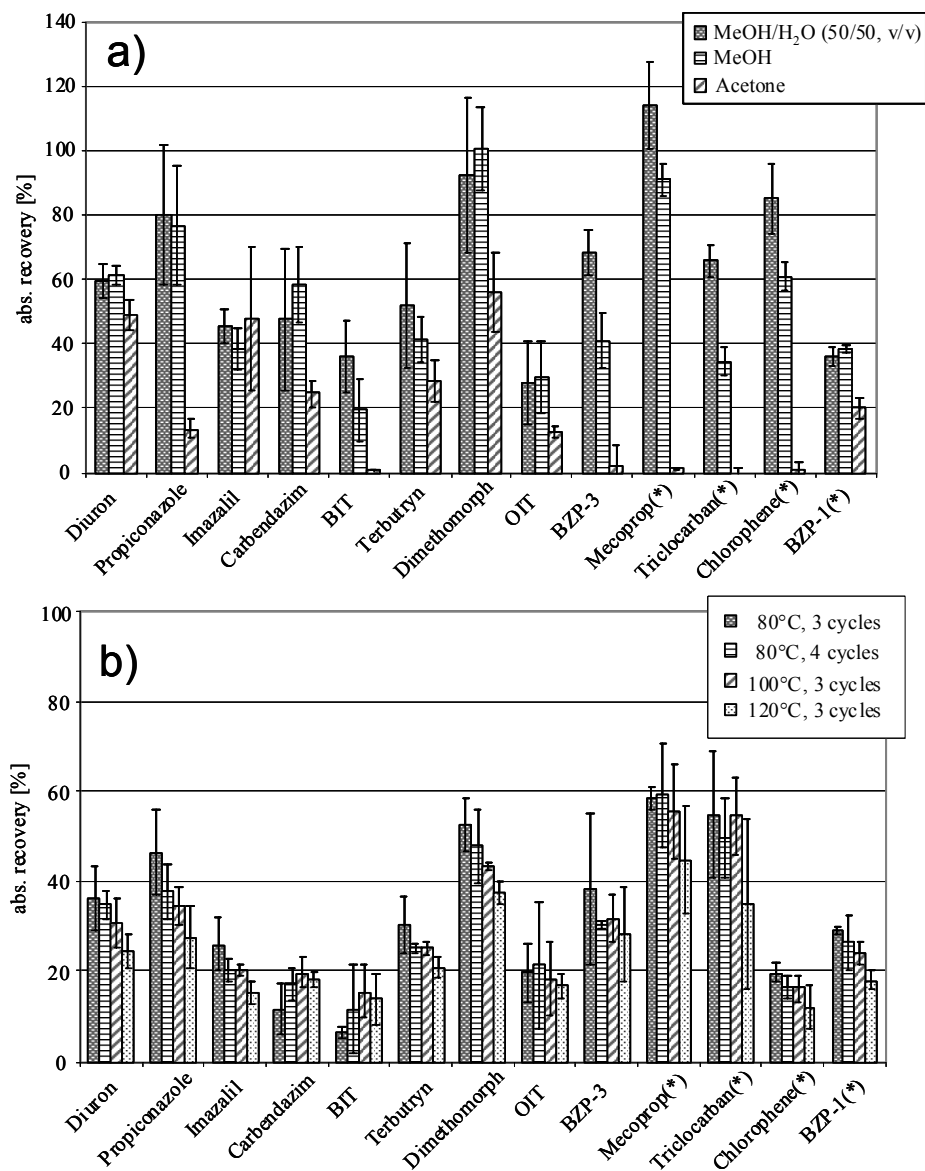 a)
MeOH/H2O (50/50, v/v)
MeOH
Acetone
abs. recovery [%]
140
120
100
80
60
40
20
0
Diuron
Propiconazole
Imazalil
Carbendazim
BIT
Terbutryn
Dimethomorph
OIT
BZP-3
Mecoprop(*)
Triclocarban(*)
Chlorophene(*)
BZP-1(*)
b)
80°C, 3 cycles
80°C, 4 cycles
100°C, 3 cycles
120°C, 3 cycles
abs. recovery [%]
100
80
60
40
20
0
Diuron
Propiconazole
Imazalil
Carbendazim
BIT
Terbutryn
Dimethomorph
OIT
BZP-3
Mecoprop(*)
Triclocarban(*)
Chlorophene(*)
BZP-1(*)